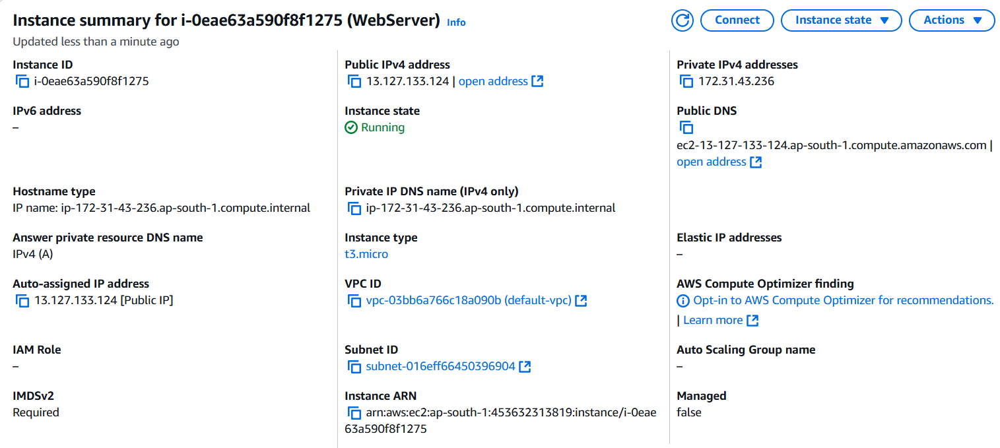 Instance summary for i-0eae63a590f8f1275 (WebServer) Info
Connect
Instance state
Actions
Updated less than a minute ago
Instance ID
i-0eae63a590f8f1275
Public IPv4 address
13.127.133.124 | open address
Private IPv4 addresses
172.31.43.236
IPv6 address
–
Instance state
Running
Public DNS
ec2-13-127-133-124.ap-south-1.compute.amazonaws.com |
open address
Hostname type
IP name: ip-172-31-43-236.ap-south-1.compute.internal
Private IP DNS name (IPv4 only)
ip-172-31-43-236.ap-south-1.compute.internal
Answer private resource DNS name
IPv4 (A)
Instance type
t3.micro
Elastic IP addresses
–
Auto-assigned IP address
13.127.133.124 [Public IP]
VPC ID
vpc-03bb6a766c18a090b (default-vpc)
AWS Compute Optimizer finding
Opt-in to AWS Compute Optimizer for recommendations.
| Learn more
IAM Role
–
Subnet ID
subnet-016eff66450396904
Auto Scaling Group name
–
IMDSv2
Required
Instance ARN
arn:aws:ec2:ap-south-1:453632313819:instance/i-0eae
63a590f8f1275
Managed
false